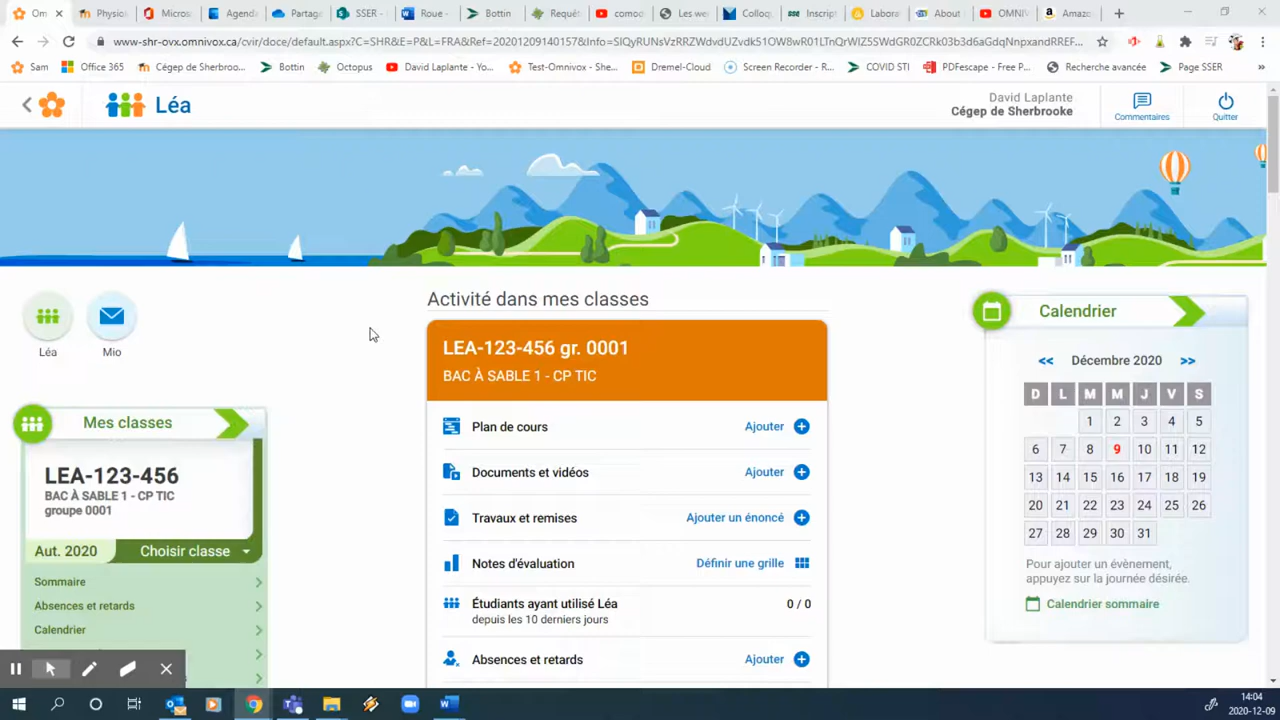 Om
Physio
Micros
Agenda
Partage
SSER -
Roue -
Bottin
Requêt
comod
Les we
Colloq
Inscript
Labora
About
OMNIV
Amazo
www-shr-ovx.omnivox.ca/cvir/doce/default.aspx?C=SHR&E=P&L=FRA&Ref=20201209140157&Info=
Sam
Office 365
Cégep de Sherbroo...
Bottin
Octopus
David Laplante - Yo...
Test-Omnivox - She...
Dremel-Cloud
Screen Recorder - R...
COVID STI
PDFescape - Free P...
Recherche avancée
Page SSER
Léa
David Laplante
Cégep de Sherbrooke
Commentaires
Quitter
Léa
Mio
Mes classes
LEA-123-456
BAC À SABLE 1 - CP TIC
groupe 0001
Aut. 2020
Choisir classe
Sommaire
Absences et retards
Calendrier
Activité dans mes classes
LEA-123-456 gr. 0001
BAC À SABLE 1 - CP TIC
Plan de cours Ajouter
Documents et vidéos Ajouter
Travaux et remises Ajouter un énoncé
Notes d'évaluation Définir une grille
Étudiants ayant utilisé Léa 0 / 0
depuis les 10 derniers jours
Absences et retards Ajouter
Calendrier
<< Décembre 2020 >>
D L M M J V S
1 2 3 4 5
6 7 8 9 10 11 12
13 14 15 16 17 18 19
20 21 22 23 24 25 26
27 28 29 30 31
Pour ajouter un évènement,
appuyez sur la journée désirée.
Calendrier sommaire
14:04
2020-12-09